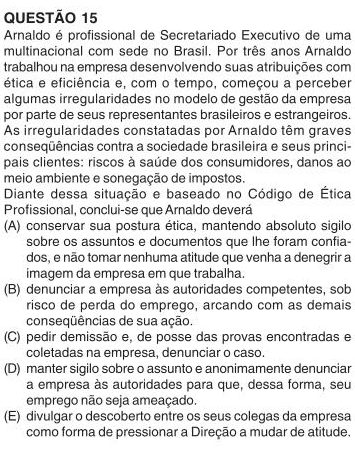 QUESTÃO 15
Arnaldo é profissional de Secretariado Executivo de uma
multinacional com sede no Brasil. Por três anos Arnaldo
trabalhou na empresa desenvolvendo suas atribuições com
ética e eficiência e, com o tempo, começou a perceber
algumas irregularidades no modelo de gestão da empresa
por parte de seus representantes brasileiros e estrangeiros.
As irregularidades constatadas por Arnaldo têm graves
conseqüências contra a sociedade brasileira e seus princi-
pais clientes: riscos à saúde dos consumidores, danos ao
meio ambiente e sonegação de impostos.
Diante dessa situação e baseado no Código de Ética
Profissional, conclui-se que Arnaldo deverá
(A) conservar sua postura ética, mantendo absoluto sigilo
sobre os assuntos e documentos que lhe foram confia-
dos, e não tomar nenhuma atitude que venha a denegrir a
imagem da empresa em que trabalha.
(B) denunciar a empresa às autoridades competentes, sob
risco de perda do emprego, arcando com as demais
conseqüências de sua ação.
(C) pedir demissão e, de posse das provas encontradas e
coletadas na empresa, denunciar o caso.
(D) manter sigilo sobre o assunto e anonimamente denunciar
a empresa às autoridades para que, dessa forma, seu
emprego não seja ameaçado.
(E) divulgar o descoberto entre os seus colegas da empresa
como forma de pressionar a Direção a mudar de atitude.